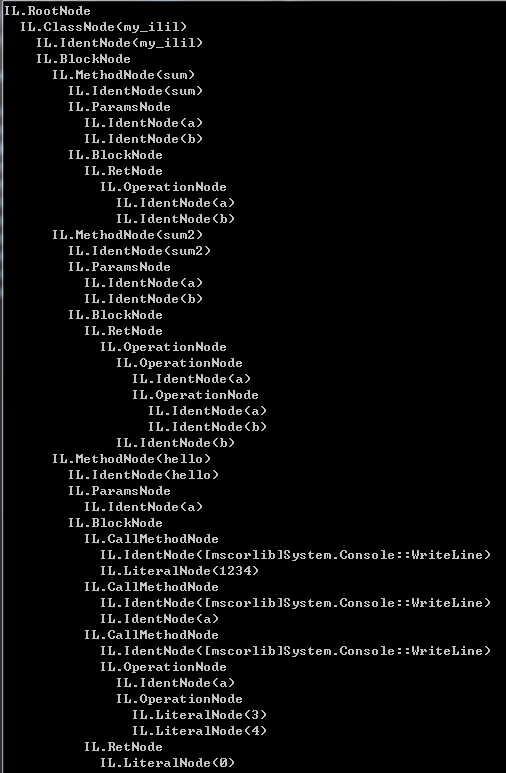 IL.RootNode
IL.ClassNode(my_ilil)
IL.IdentNode(my_ilil)
IL.BlockNode
IL.MethodNode(sum)
IL.IdentNode(sum)
IL.ParamsNode
IL.IdentNode(a)
IL.IdentNode(b)
IL.BlockNode
IL.RetNode
IL.OperationNode
IL.IdentNode(a)
IL.IdentNode(b)
IL.MethodNode(sum2)
IL.IdentNode(sum2)
IL.ParamsNode
IL.IdentNode(a)
IL.IdentNode(b)
IL.BlockNode
IL.RetNode
IL.OperationNode
IL.OperationNode
IL.IdentNode(a)
IL.OperationNode
IL.IdentNode(a)
IL.IdentNode(b)
IL.IdentNode(b)
IL.MethodNode(hello)
IL.IdentNode(hello)
IL.ParamsNode
IL.IdentNode(a)
IL.BlockNode
IL.CallMethodNode
IL.IdentNode([mscorlib]System.Console::WriteLine)
IL.LiteralNode(1234)
IL.CallMethodNode
IL.IdentNode([mscorlib]System.Console::WriteLine)
IL.IdentNode(a)
IL.CallMethodNode
IL.IdentNode([mscorlib]System.Console::WriteLine)
IL.OperationNode
IL.IdentNode(a)
IL.OperationNode
IL.LiteralNode(3)
IL.LiteralNode(4)
IL.RetNode
IL.LiteralNode(0)